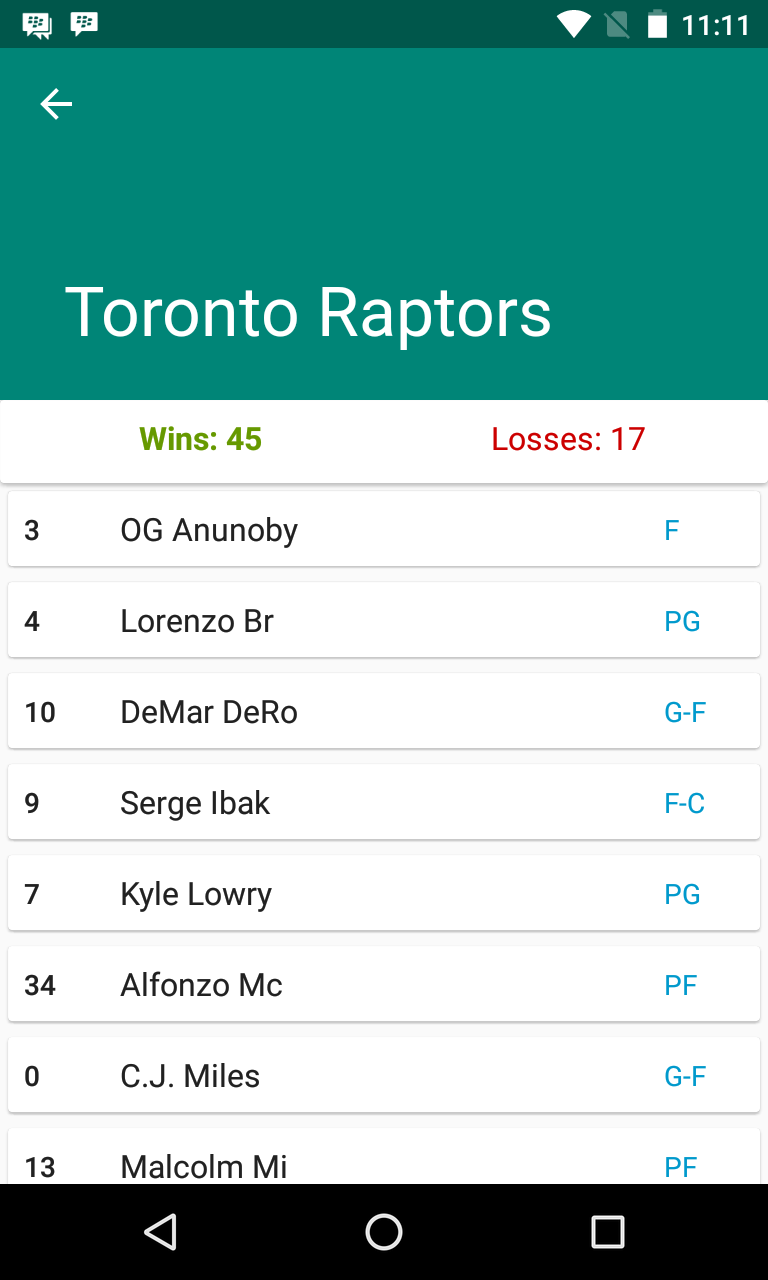 11:11
Toronto Raptors
Wins: 45 Losses: 17
3 OG Anunoby F
4 Lorenzo Br PG
10 DeMar DeRo G-F
9 Serge Ibak F-C
7 Kyle Lowry PG
34 Alfonzo Mc PF
0 C.J. Miles G-F
13 Malcolm Mi PF